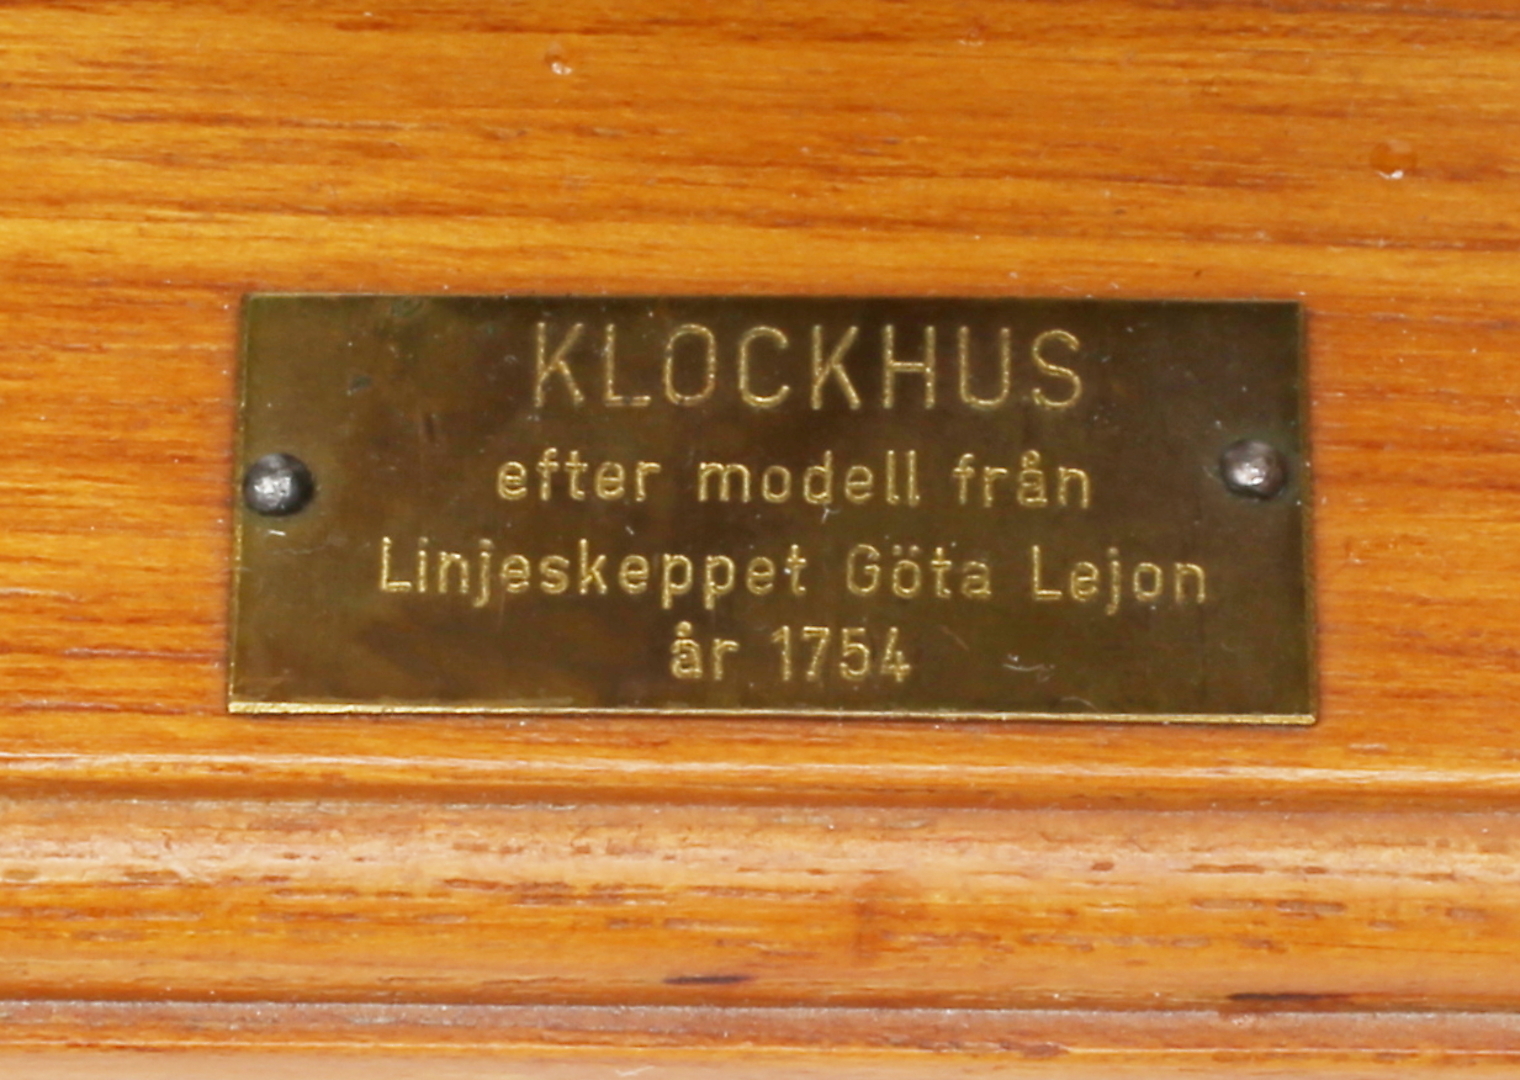 KLOCKHUS
efter modell från
Linjeskeppet Göta Lejon
år 1754